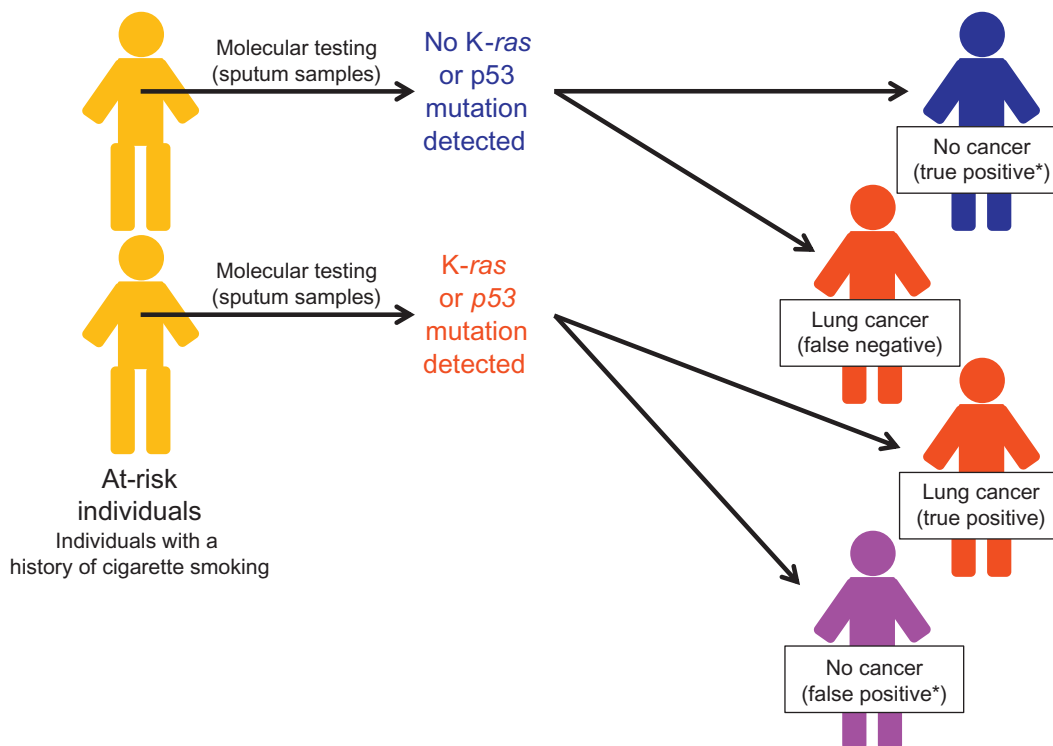 Molecular testing
(sputum samples)
No K-ras
or p53
mutation
detected
No cancer
(true positive*)
Lung cancer
(false negative)
Molecular testing
(sputum samples)
K-ras
or p53
mutation
detected
Lung cancer
(true positive)
No cancer
(false positive*)
At-risk
individuals
Individuals with a
history of cigarette smoking